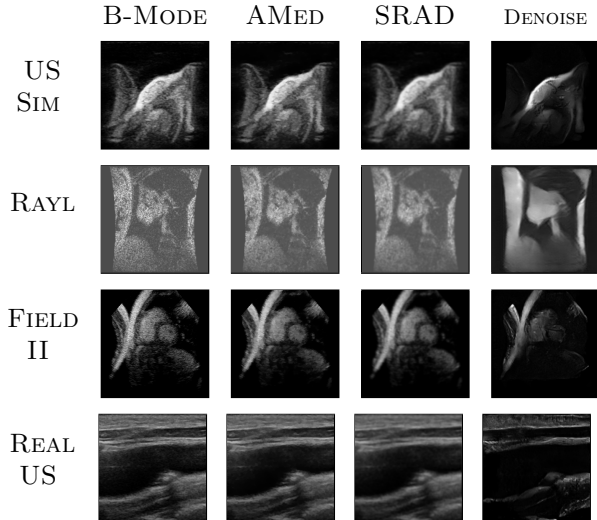 B-MODE AMED SRAD DENOISE
US
SIM
RAYL
FIELD
II
REAL
US